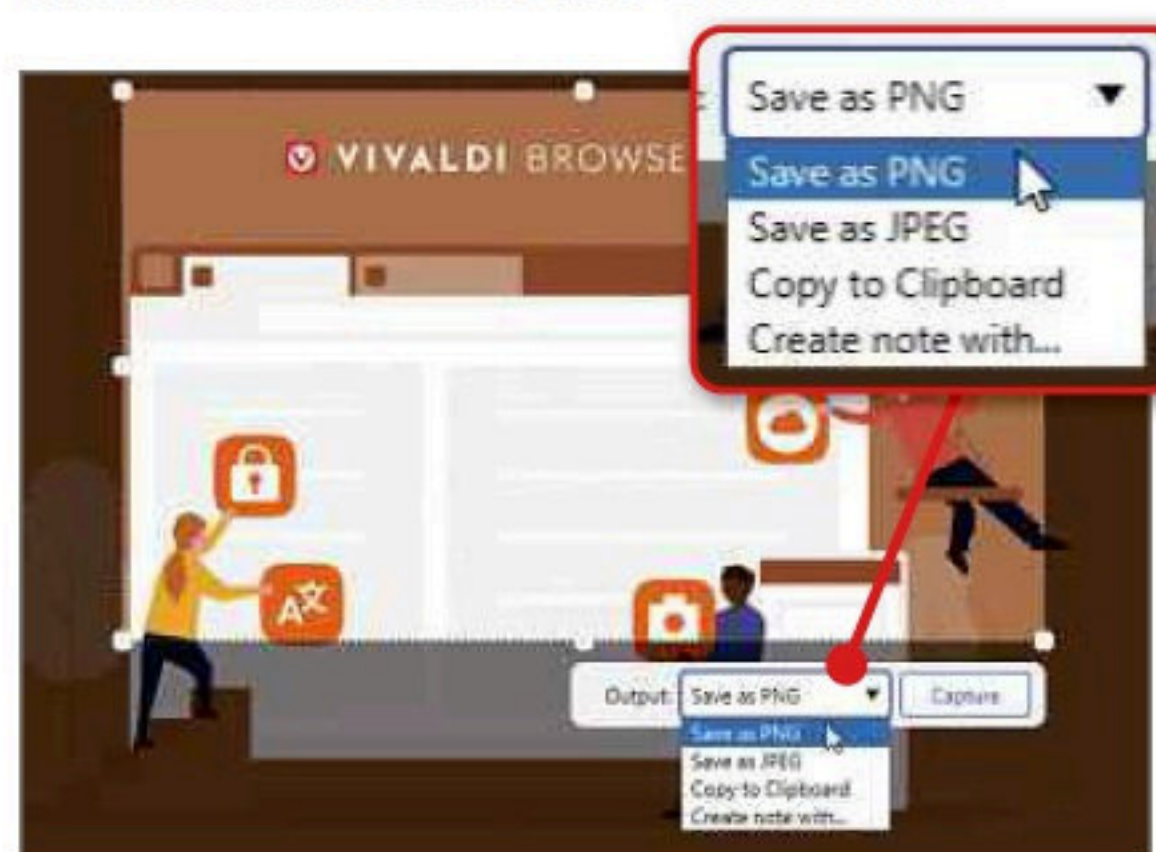 VIVALDI BROWSE
Save as PNG
Save as PNG
Save as JPEG
Copy to Clipboard
Create note with...
Output: Save as PNG
Capture
Save as PNG
Save as JPEG
Copy to Clipboard
Create note with...